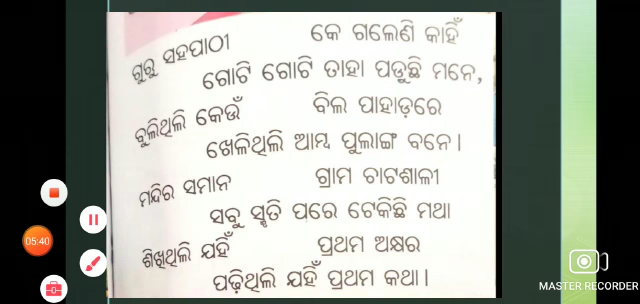 ଗୁରୁ ସହପାଠୀ କେ ଗଲେଣି କାହିଁ
ଗୋଟି ଗୋଟି ତାହା ପଡୁଛି ମନେ,
ବୁଲିଥିଲି କେଉଁ ବିଲ ପାହାଡ଼ରେ
ଖେଳିଥିଲି ଆମ୍ବ ପୁଲାଙ୍ଗ ବନେ।
ମନ୍ଦିର ସମାନ ଗ୍ରାମ ଚାଟଶାଳୀ
ସବୁ ସ୍ମୃତି ପରେ ଟେକିଛି ମଥା
ଶିଖିଥିଲି ଯହିଁ ପ୍ରଥମ ଅକ୍ଷର
ପଢ଼ିଥିଲି ଯହିଁ ପ୍ରଥମ କଥା।
05:40
MASTER RECORDER